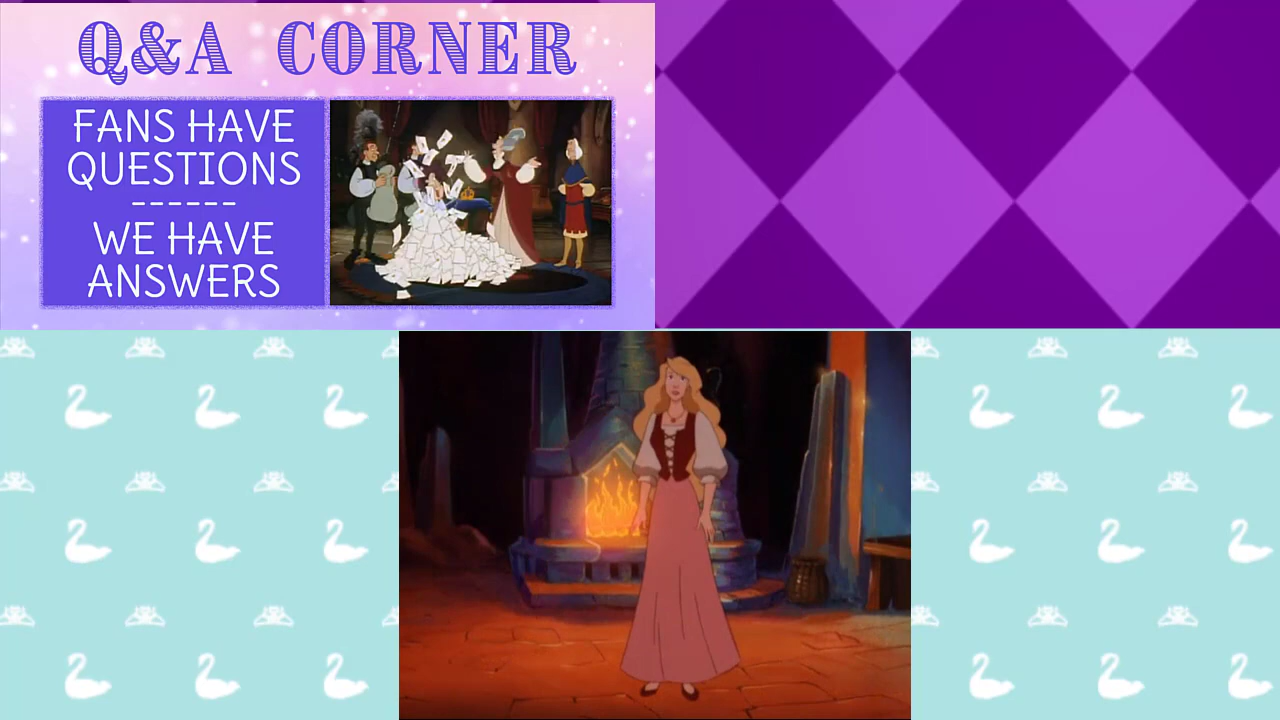 Q&A CORNER
FANS HAVE
QUESTIONS
------
WE HAVE
ANSWERS